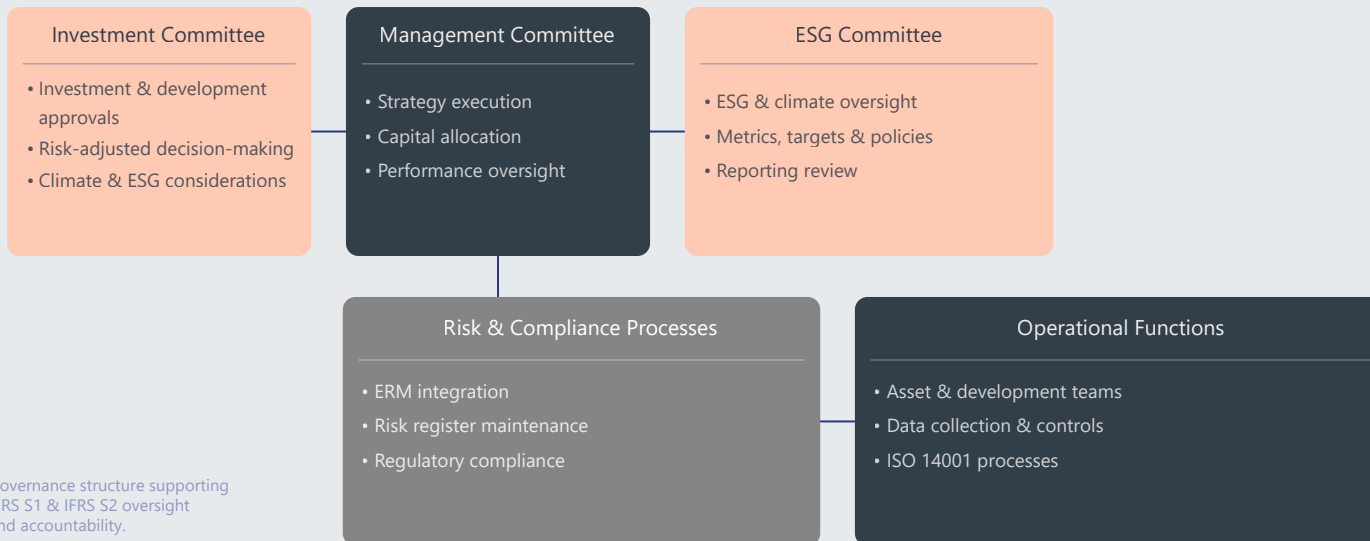 Investment Committee
• Investment & development
approvals
• Risk-adjusted decision-making
• Climate & ESG considerations
Management Committee
• Strategy execution
• Capital allocation
• Performance oversight
ESG Committee
• ESG & climate oversight
• Metrics, targets & policies
• Reporting review
Risk & Compliance Processes
• ERM integration
• Risk register maintenance
• Regulatory compliance
Operational Functions
• Asset & development teams
• Data collection & controls
• ISO 14001 processes
overnance structure supporting
RS S1 & IFRS S2 oversight
nd accountability.